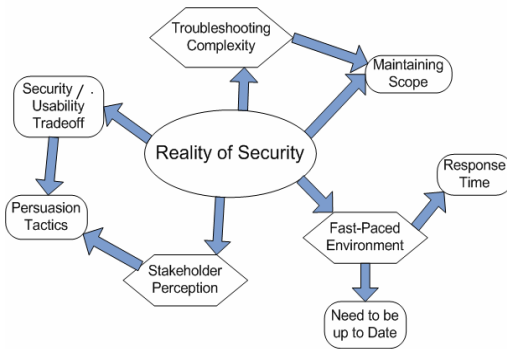 Troubleshooting
Complexity
Maintaining
Scope
Security / .
Usability
Tradeoff
Reality of Security
Response
Time
Persuasion
Tactics
Fast-Paced
Environment
Stakeholder
Perception
Need to be
up to Date